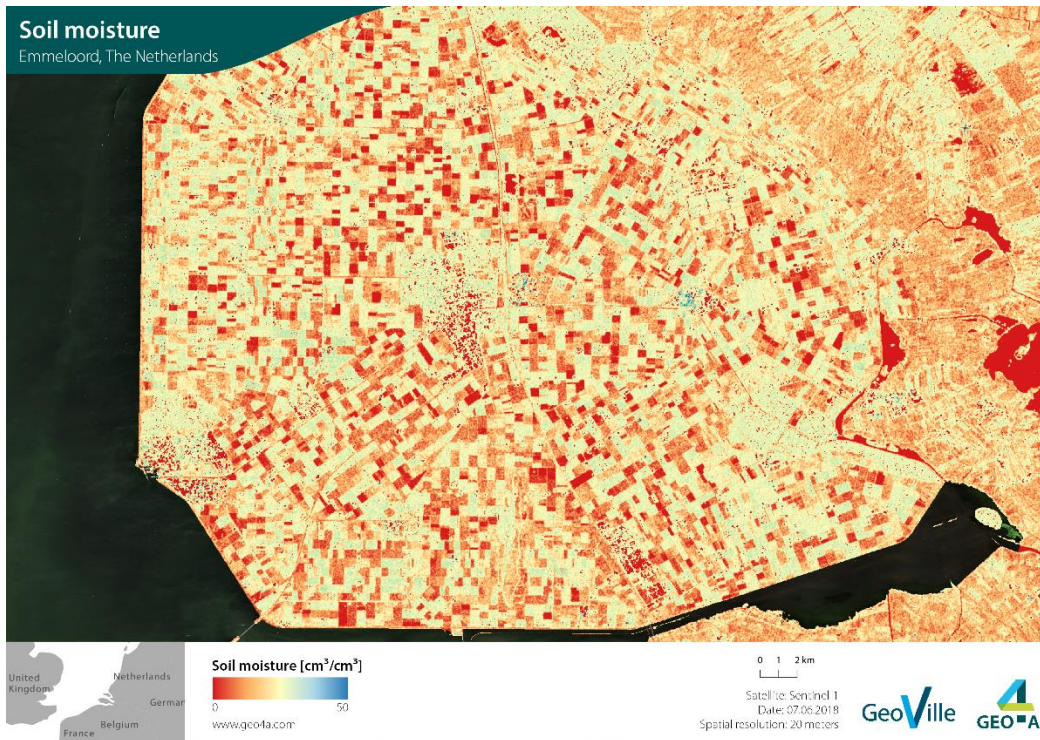 Soil moisture
Emmeloord, The Netherlands
United
Kingdom
Netherlands
German
Belgium
France
Soil moisture [cm³/cm³]
0 50
www.geo4a.com
0 1 2 km
Satellite: Sentinel 1
Date: 07.06.2018
Spatial resolution: 20 meters
GeoVille
GEO4A